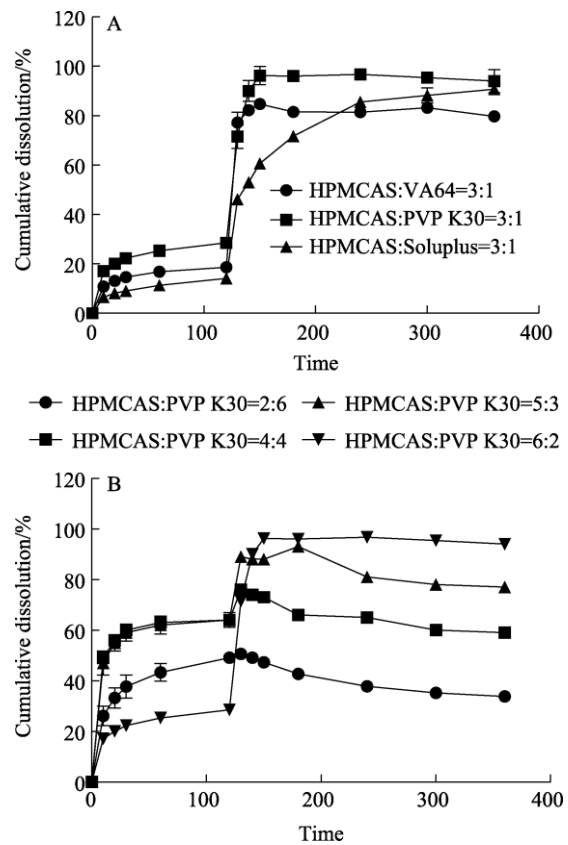 A
Cumulative dissolution/%
120
100
80
60
40
20
0
HPMCAS:VA64=3:1
HPMCAS:PVP K30=3:1
HPMCAS:Soluplus=3:1
0 100 200 300 400
Time
HPMCAS:PVP K30=2:6 HPMCAS:PVP K30=5:3
HPMCAS:PVP K30=4:4 HPMCAS:PVP K30=6:2
B
Cumulative dissolution/%
120
100
80
60
40
20
0
0 100 200 300 400
Time